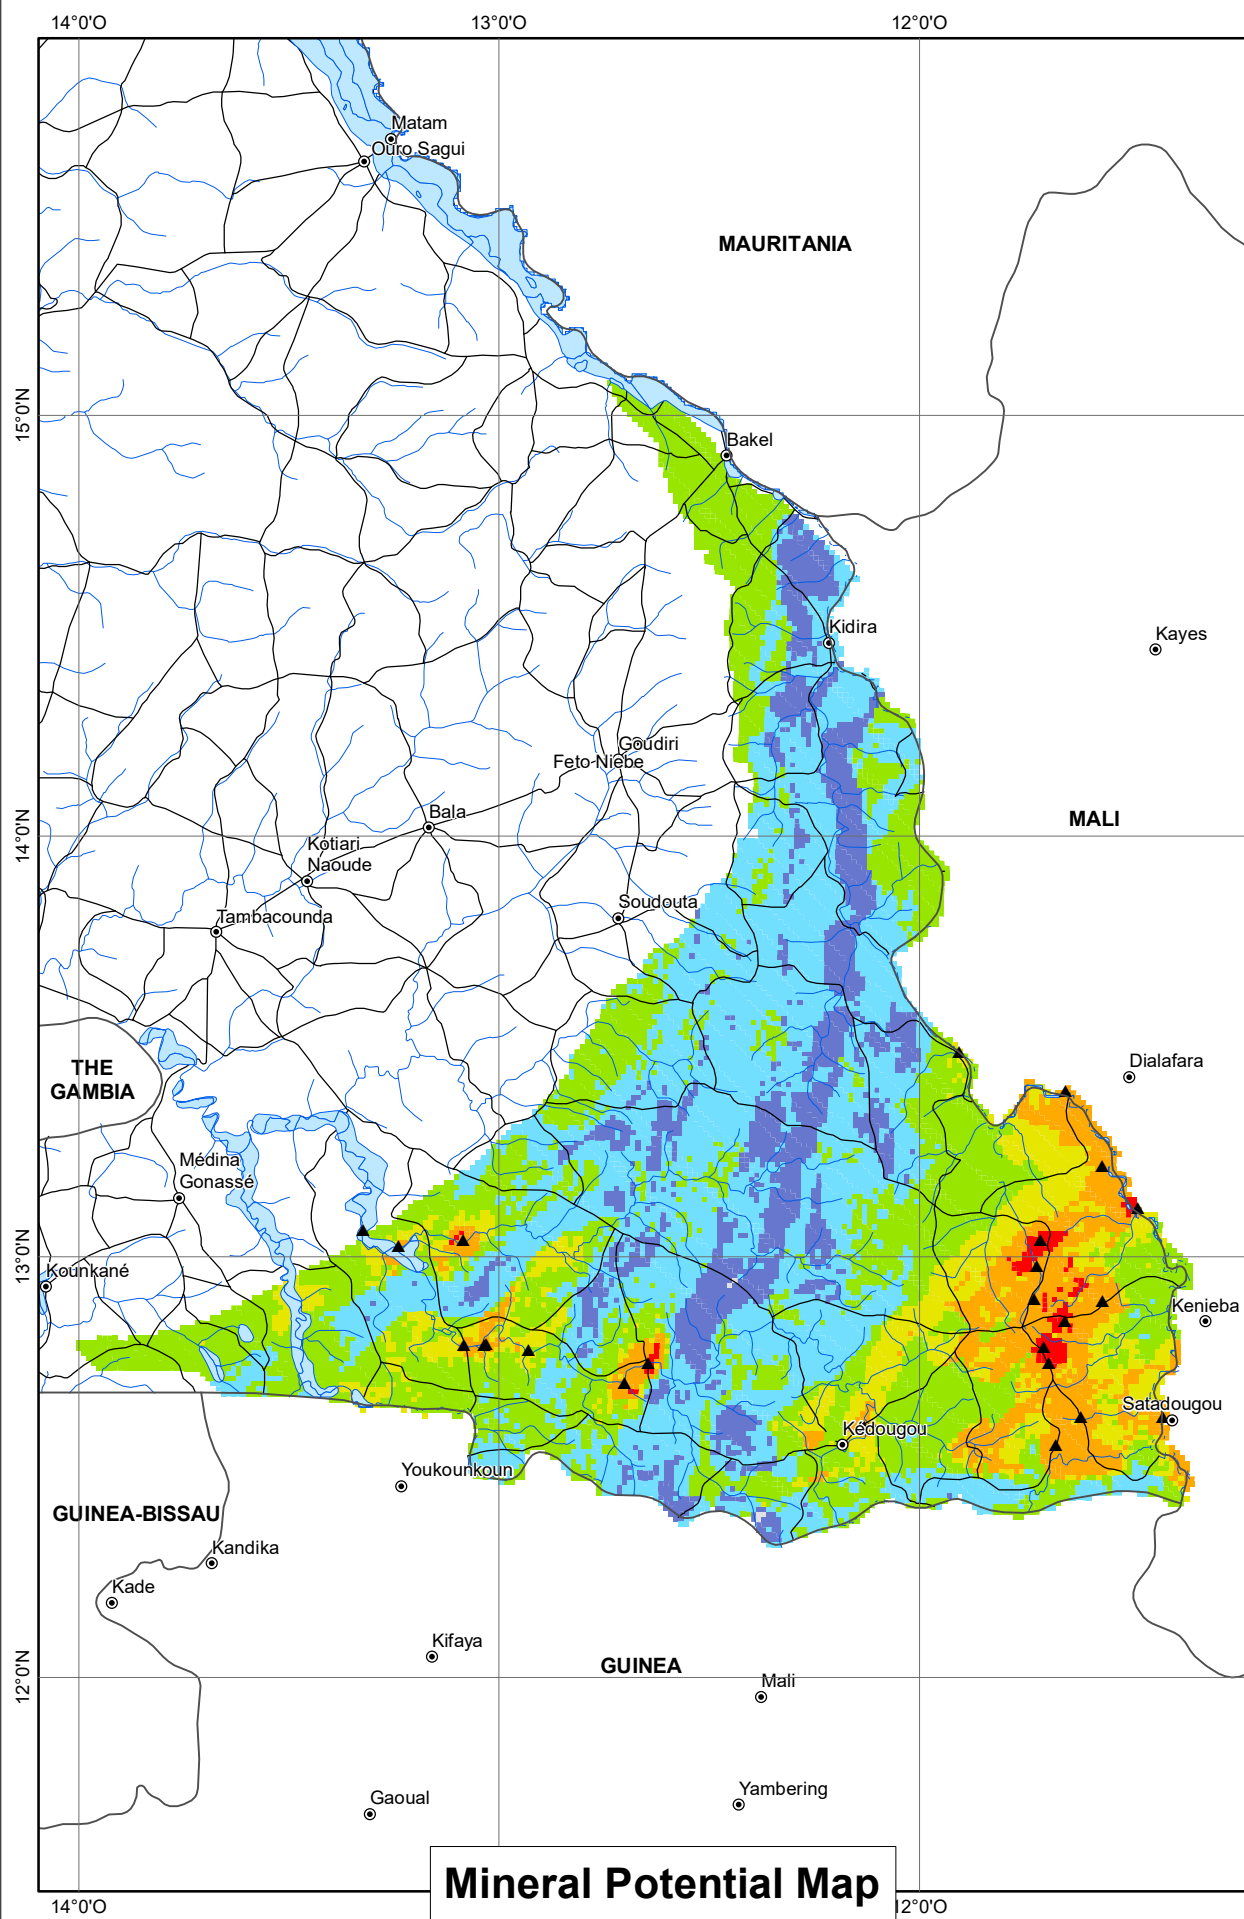 14°0'O
13°0'O
12°0'O
Matam
Ouro Sagui
MAURITANIA
15°0'N
Bakel
Kidira
Kayes
Goudiri
Feto Niebe
Bala
MALI
14°0'N
Kotiari
Naoude
Soudouta
Tambacounda
THE
GAMBIA
Dialafara
Médina
Gonassé
13°0'N
Kounkané
Kenieba
Satadougou
Kédougou
Youkounkoun
GUINEA-BISSAU
Kandika
Kade
Kifaya
GUINEA
12°0'N
Mali
Gaoual
Yambering
Mineral Potential Map
14°0'O
12°0'O